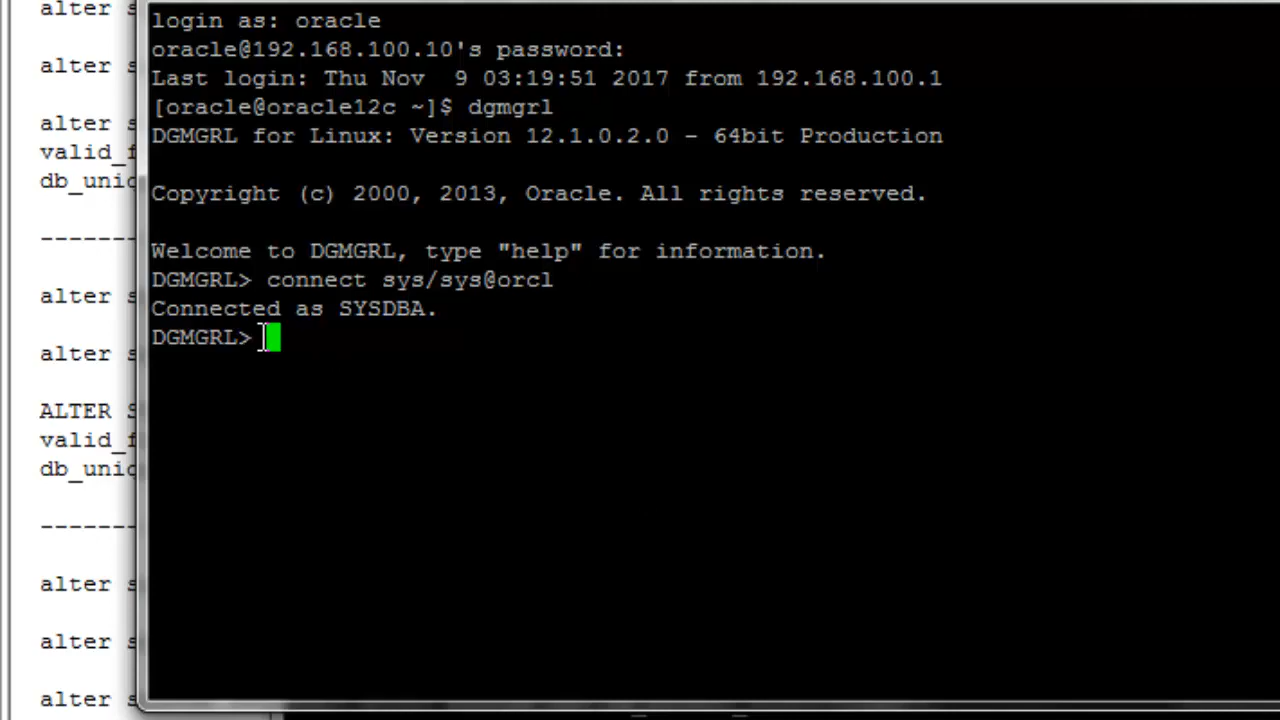 alter s
alter s
alter s
valid_f
db_uniq
-------
alter s
alter s
ALTER S
valid_f
db_uniq
-------
alter s
alter s
alter s
login as: oracle
oracle@192.168.100.10's password:
Last login: Thu Nov  9 03:19:51 2017 from 192.168.100.1
[oracle@oracle12c ~]$ dgmgrl
DGMGRL for Linux: Version 12.1.0.2.0 - 64bit Production
Copyright (c) 2000, 2013, Oracle. All rights reserved.
Welcome to DGMGRL, type "help" for information.
DGMGRL> connect sys/sys@orcl
Connected as SYSDBA.
DGMGRL>